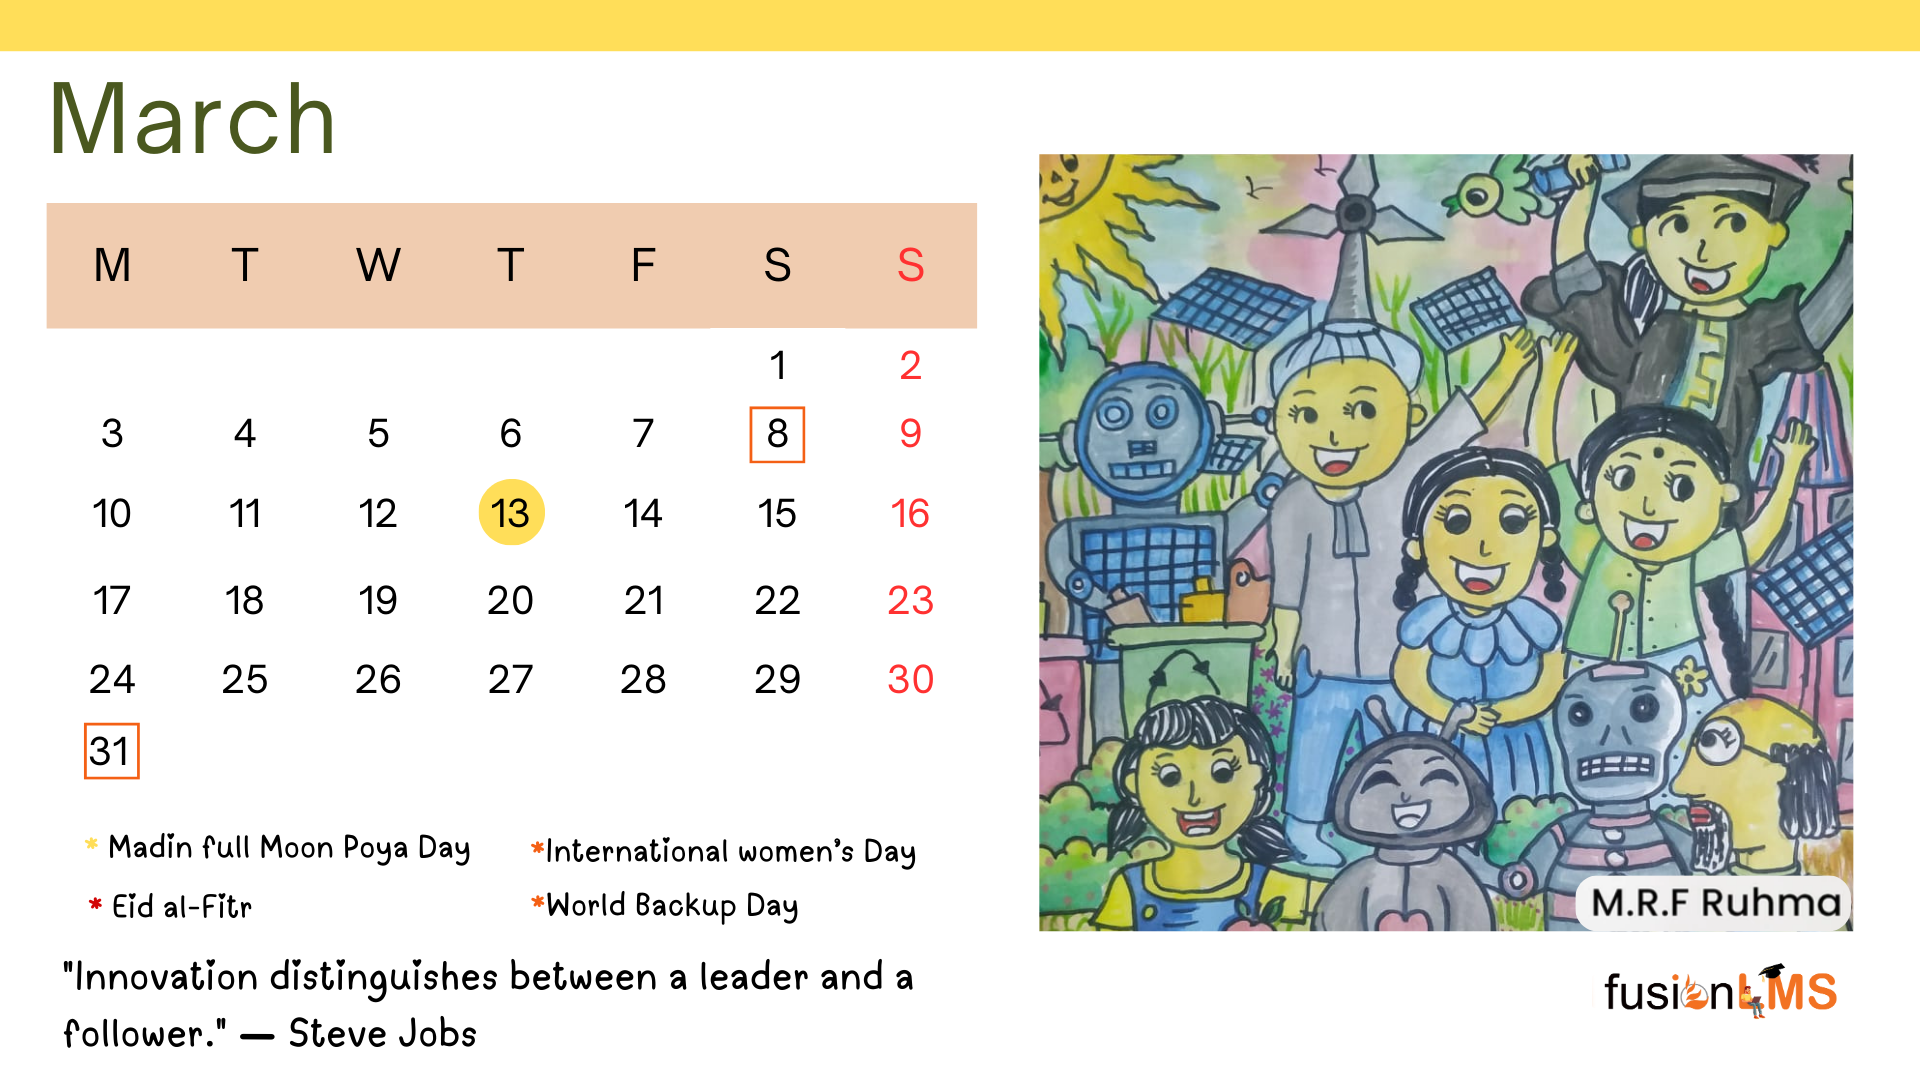 March
M T W T F S S
1 2
3 4 5 6 7 8 9
10 11 12 13 14 15 16
17 18 19 20 21 22 23
24 25 26 27 28 29 30
31
* Madin full Moon Poya Day
*International women's Day
* Eid al-Fitr
*World Backup Day
"Innovation distinguishes between a leader and a
follower." — Steve Jobs
M.R.F Ruhma
fusionLMS